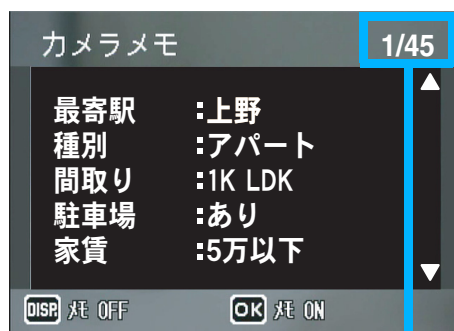 カメラメモ 1/45
最寄駅 :上野
種別 :アパート
間取り :1K LDK
駐車場 :あり
家賃 :5万以下
DISP. メモ OFF OK メモ ON